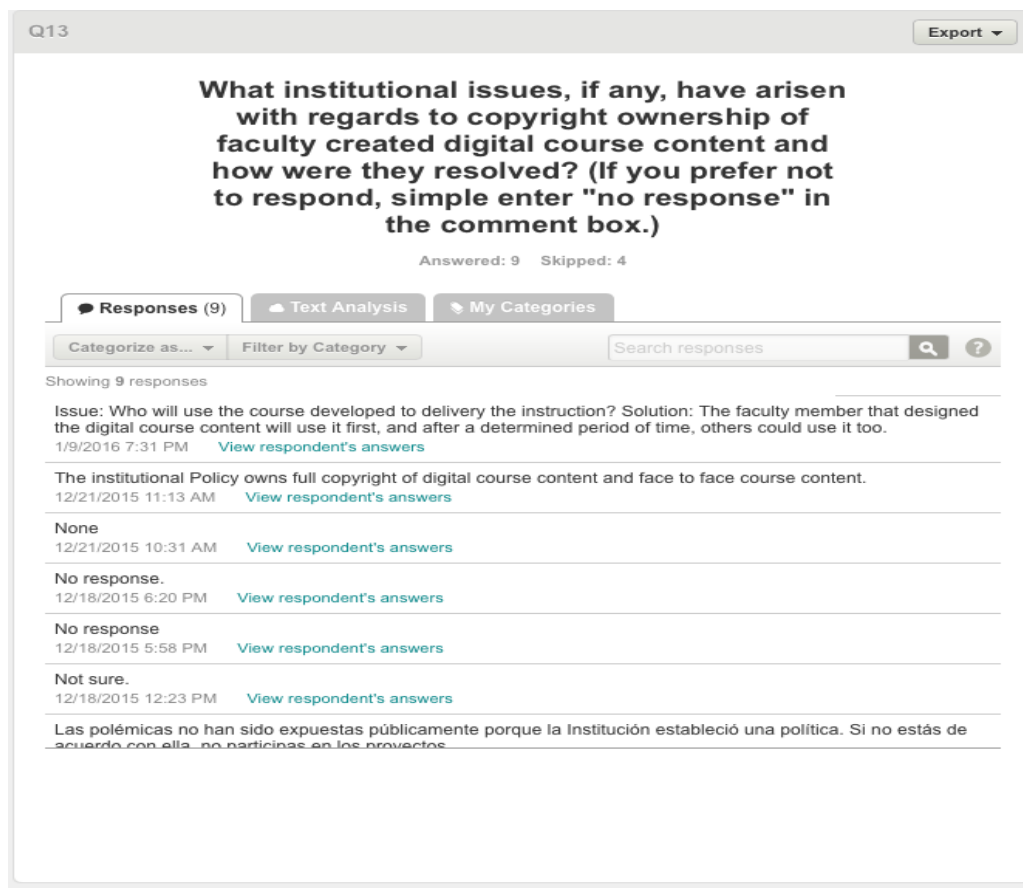 Q13
Export
What institutional issues, if any, have arisen
with regards to copyright ownership of
faculty created digital course content and
how were they resolved? (If you prefer not
to respond, simple enter "no response" in
the comment box.)
Answered: 9 Skipped: 4
Responses (9) Text Analysis My Categories
Categorize as... Filter by Category Search responses ?
Showing 9 responses
Issue: Who will use the course developed to delivery the instruction? Solution: The faculty member that designed
the digital course content will use it first, and after a determined period of time, others could use it too.
1/9/2016 7:31 PM View respondent's answers
The institutional Policy owns full copyright of digital course content and face to face course content.
12/21/2015 11:13 AM View respondent's answers
None
12/21/2015 10:31 AM View respondent's answers
No response.
12/18/2015 6:20 PM View respondent's answers
No response
12/18/2015 5:58 PM View respondent's answers
Not sure.
12/18/2015 12:23 PM View respondent's answers
Las polémicas no han sido expuestas públicamente porque la Institución estableció una política. Si no estás de
acuerdo con ella, no participas en los proyectos